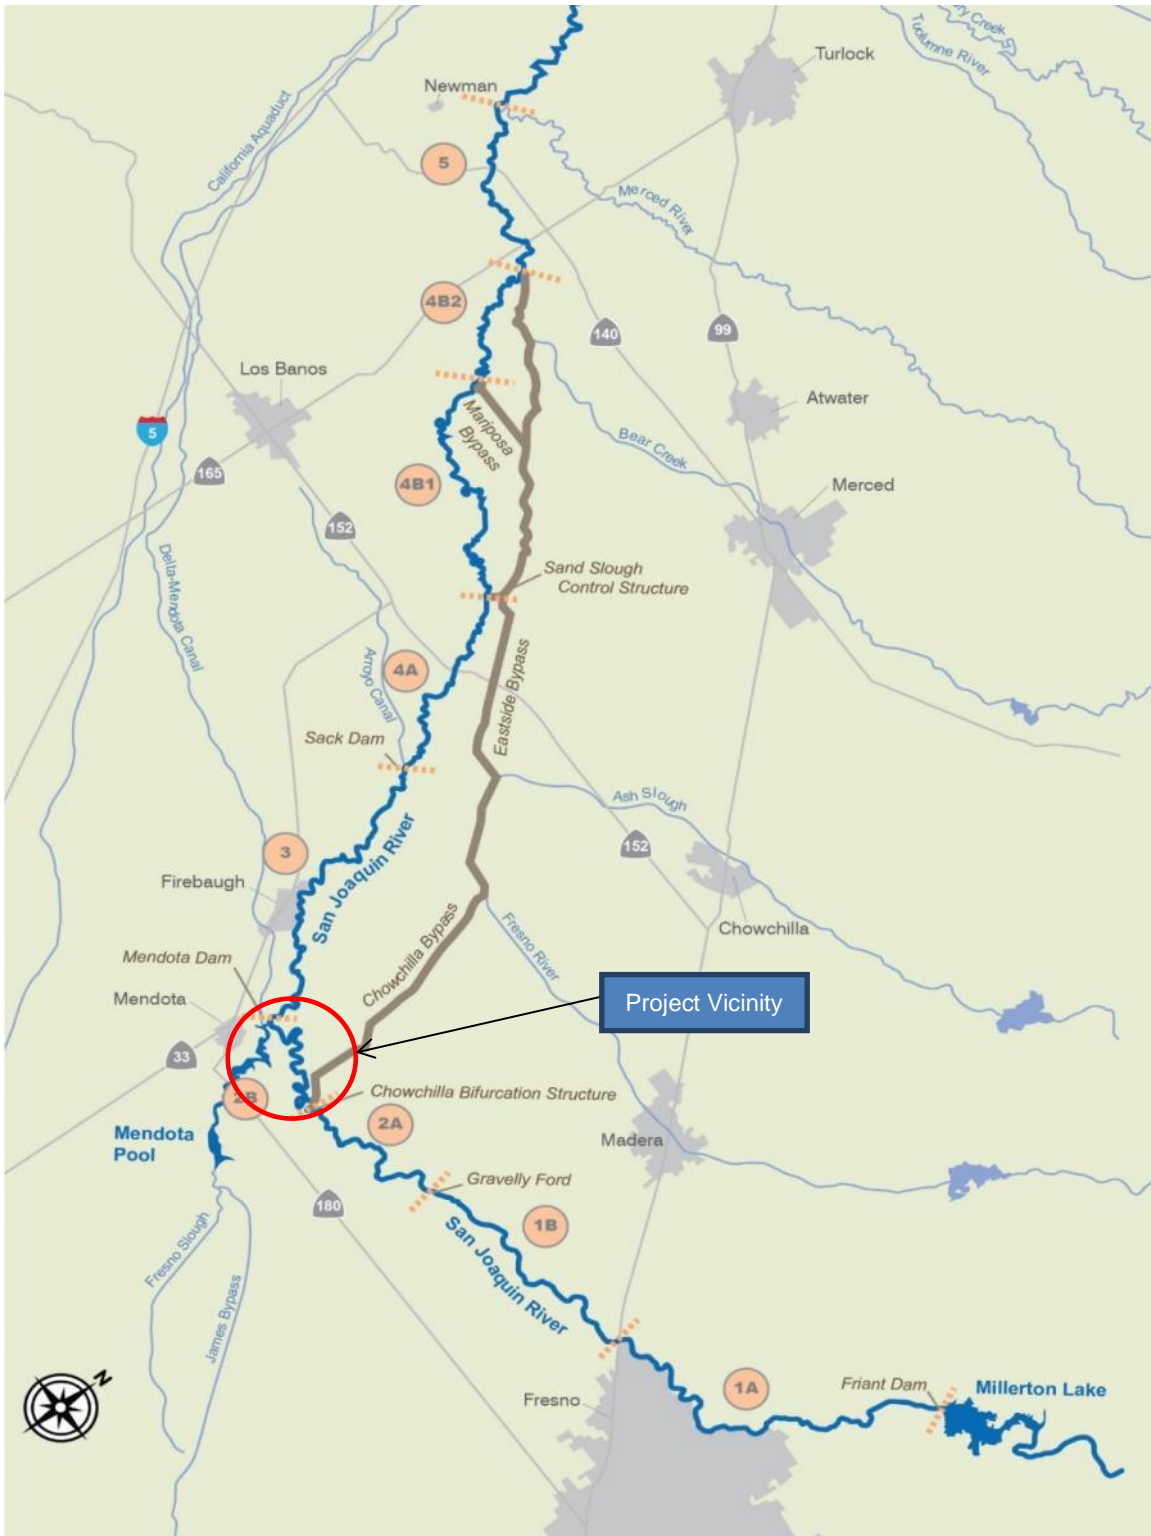 ry Creek
Tuolumne River
Turlock
Newman
California Aquaduct
5
Merced River
4B2
140
99
Los Banos
Atwater
Mariposa
Bypass
Bear Creek
5
165
4B1
Merced
152
Sand Slough
Control Structure
Delta-Mendota Canal
Arroyo Canal
4A
Eastside Bypass
Sack Dam
Ash Slough
3
152
San Joaquin River
Firebaugh
Chowchilla Bypass
Fresno River
Chowchilla
Mendota Dam
Mendota
Project Vicinity
33
2B
Chowchilla Bifurcation Structure
2A
Mendota
Pool
Madera
Gravelly Ford
180
1B
San Joaquin River
Fresno Slough
James Bypass
N
Fresno
1A
Friant Dam
Millerton Lake